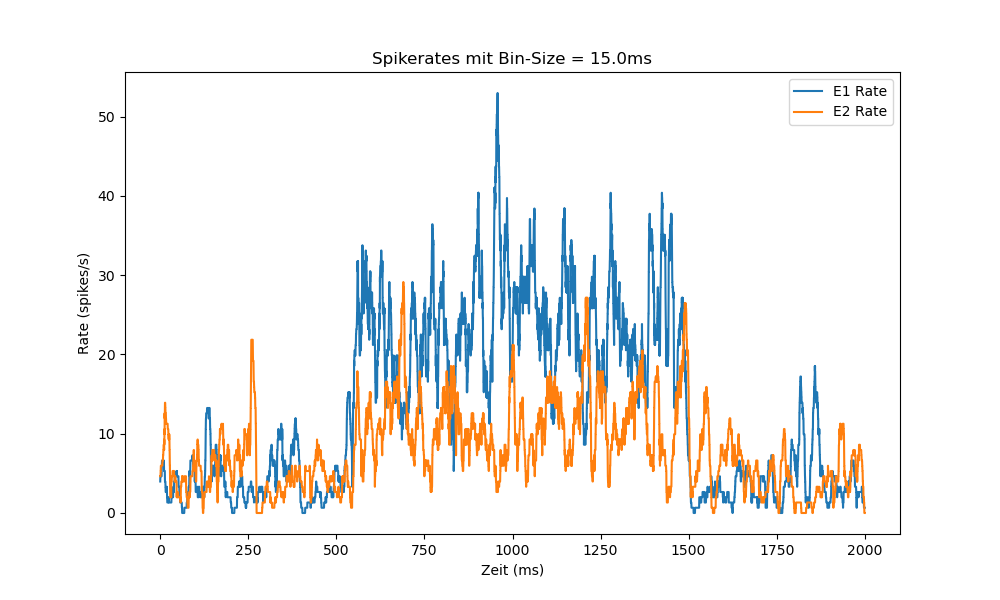 Spikerates mit Bin-Size = 15.0ms
E1 Rate
E2 Rate
50
40
30
20
10
0
Rate (spikes/s)
0 250 500 750 1000 1250 1500 1750 2000
Zeit (ms)